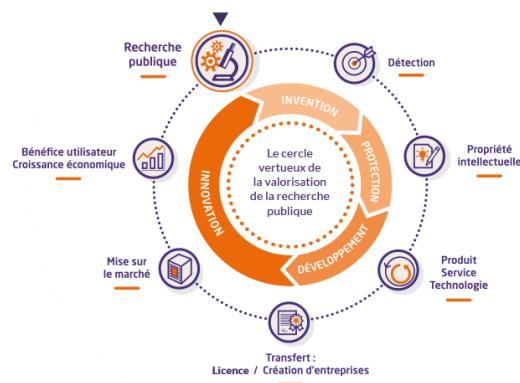 Recherche
publique
Détection
Propriété
intellectuelle
Produit
Service
Technologie
Transfert :
Licence / Création d'entreprises
Mise sur
le marché
Bénéfice utilisateur
Croissance économique
INVENTION
PROTECTION
DÉVELOPPEMENT
INNOVATION
Le cercle
vertueux de
la valorisation
de la recherche
publique